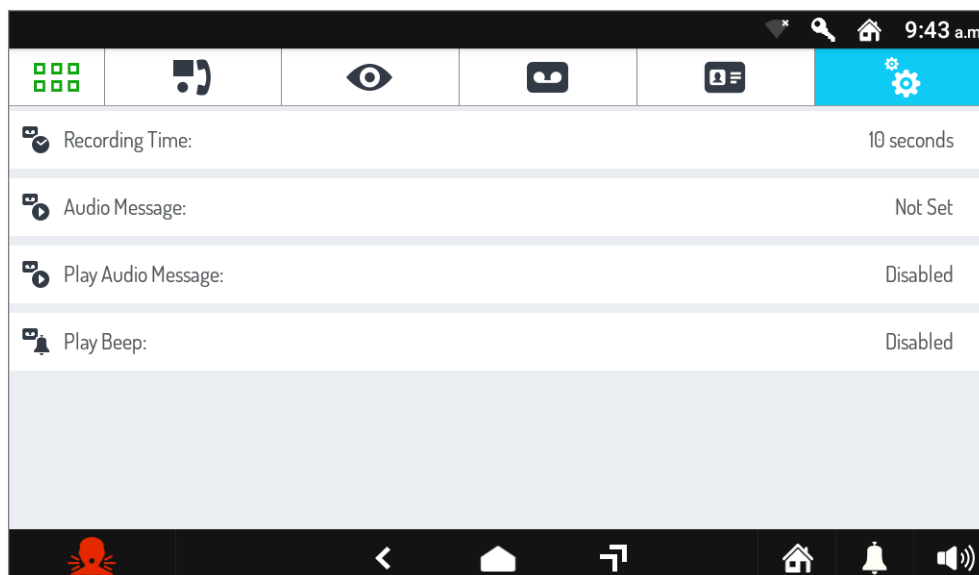 9:43 a.m
Recording Time: 10 seconds
Audio Message: Not Set
Play Audio Message: Disabled
Play Beep: Disabled